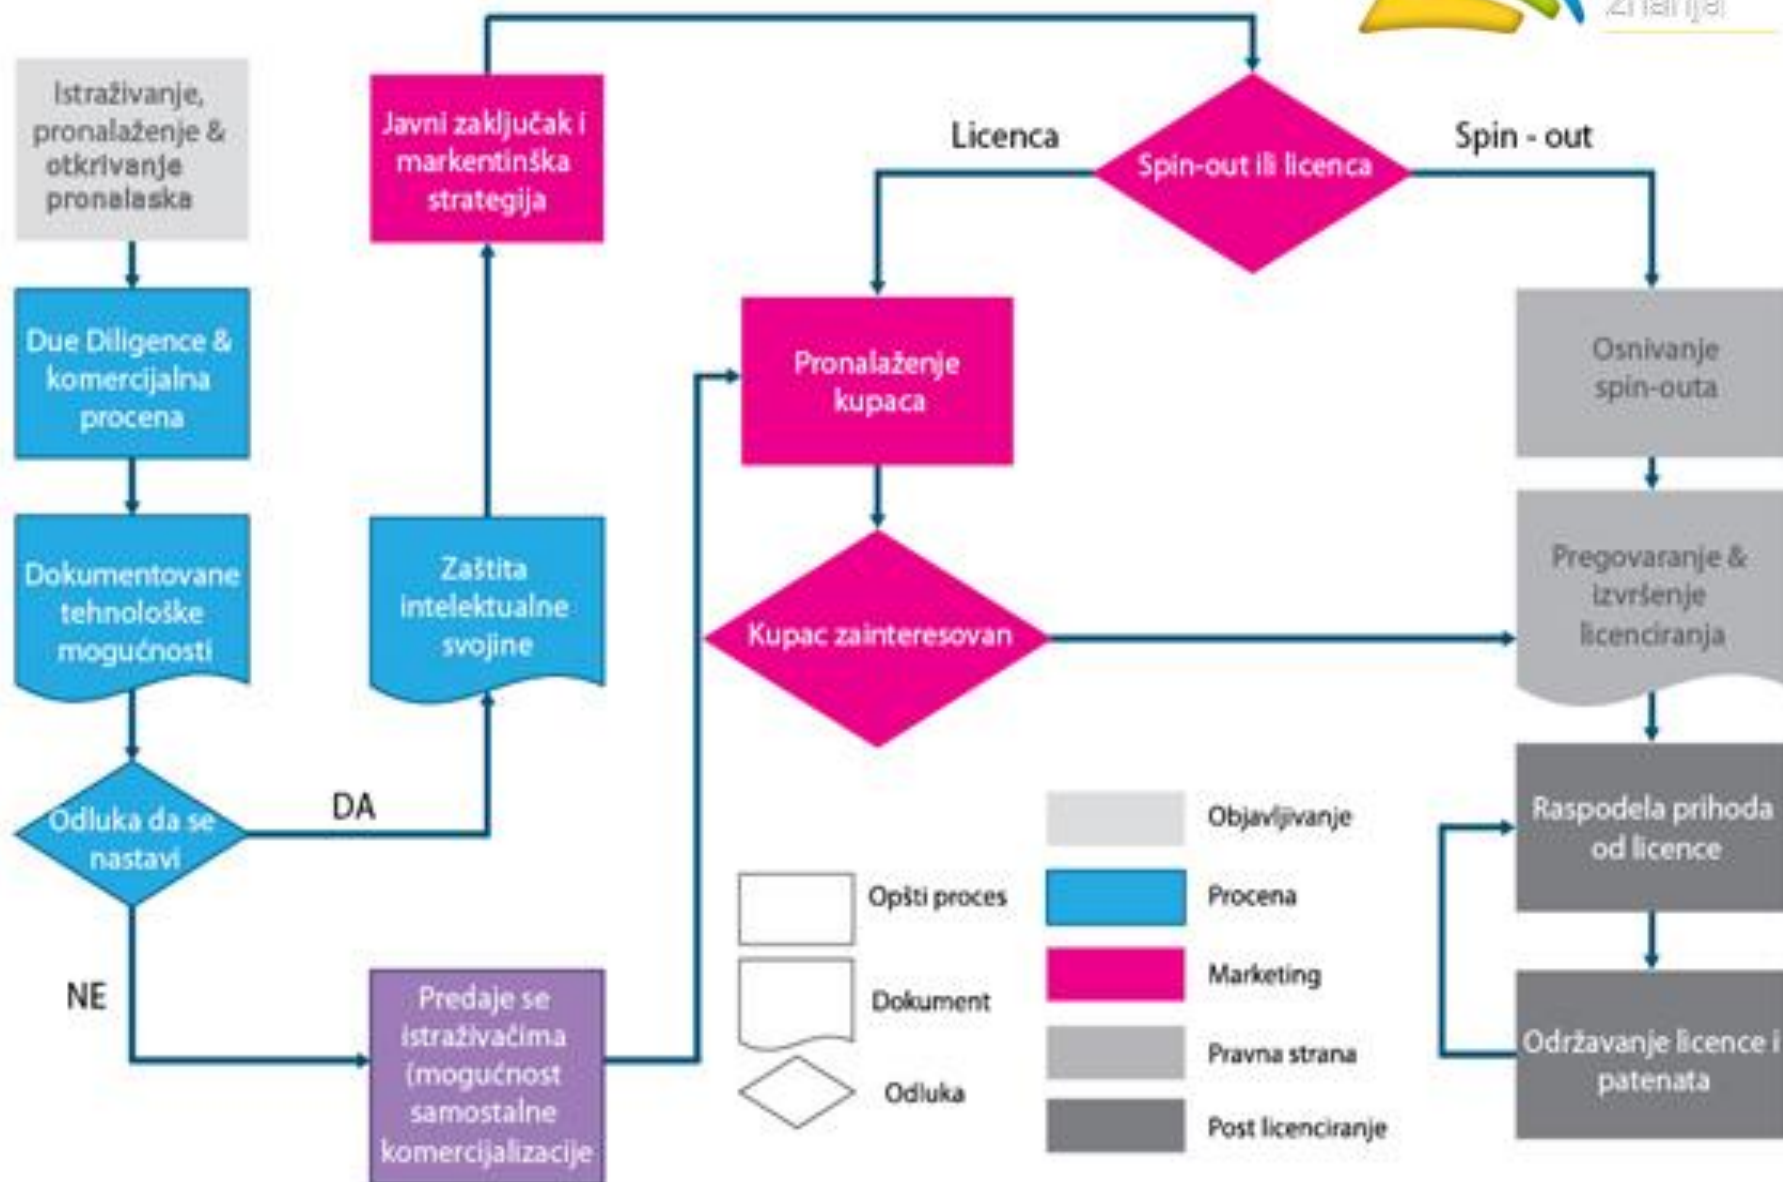 znanja
Istraživanje,
pronalaženje &
otkrivanje
pronalaska
Due Diligence &
komercijalna
procena
Dokumentovane
tehnološke
mogućnosti
Odluka da se
nastavi
DA
NE
Javni zaključak i
markentinška
strategija
Zaštita
intelektualne
svojine
Predaje se
istraživačima
(mogućnost
samostalne
komercijalizacije
Spin-out ili licenca
Licenca
Spin - out
Pronalaženje
kupaca
Kupac zainteresovan
Osnivanje
spin-outa
Pregovaranje &
izvršenje
licenciranja
Raspodela prihoda
od licence
Održavanje licence i
patenata
Opšti proces
Dokument
Odluka
Objavljivanje
Procena
Marketing
Pravna strana
Post licenciranje